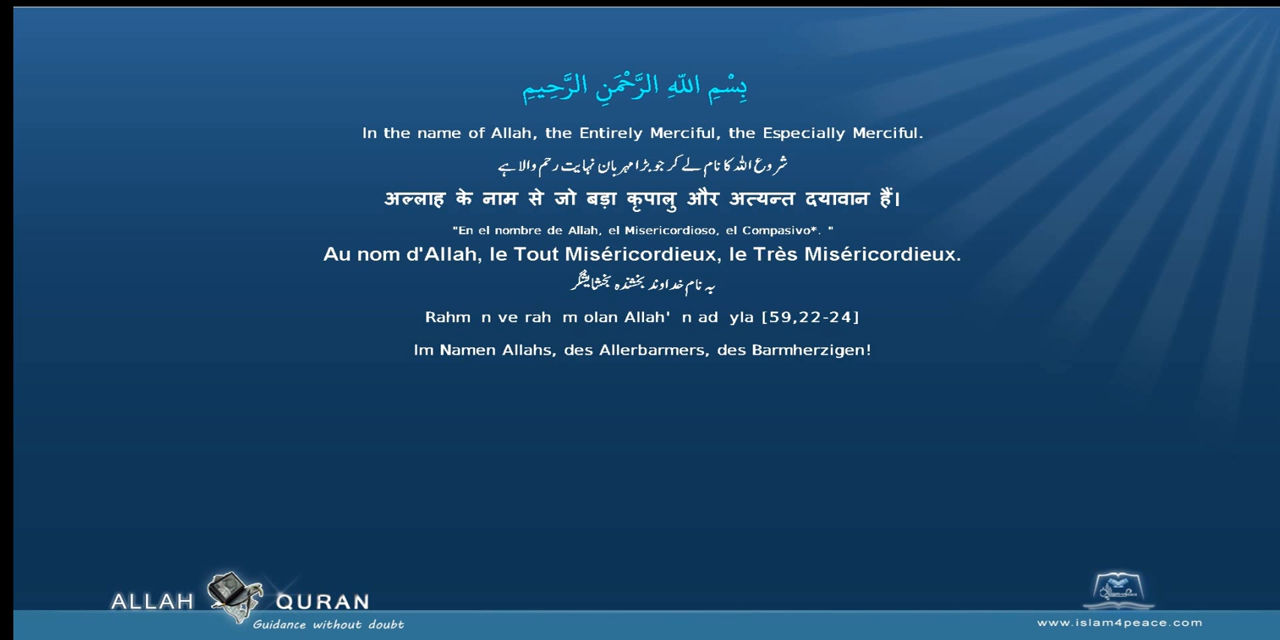 بِسْمِ اللَّهِ الرَّحْمَنِ الرَّحِيمِ
In the name of Allah, the Entirely Merciful, the Especially Merciful.
شروع الله کا نام لے کر جو بڑا مہربان نہایت رحم والا ہے
अल्लाह के नाम से जो बड़ा कृपालु और अत्यन्त दयावान हैं।
"En el nombre de Allah, el Misericordioso, el Compasivo*. "
Au nom d'Allah, le Tout Miséricordieux, le Très Miséricordieux.
به نام خداوند بخشنده بخشایشگر
Rahm n ve rah m olan Allah' n ad yla [59,22-24]
Im Namen Allahs, des Allerbarmers, des Barmherzigen!
ALLAH QURAN
Guidance without doubt
www.islam4peace.com